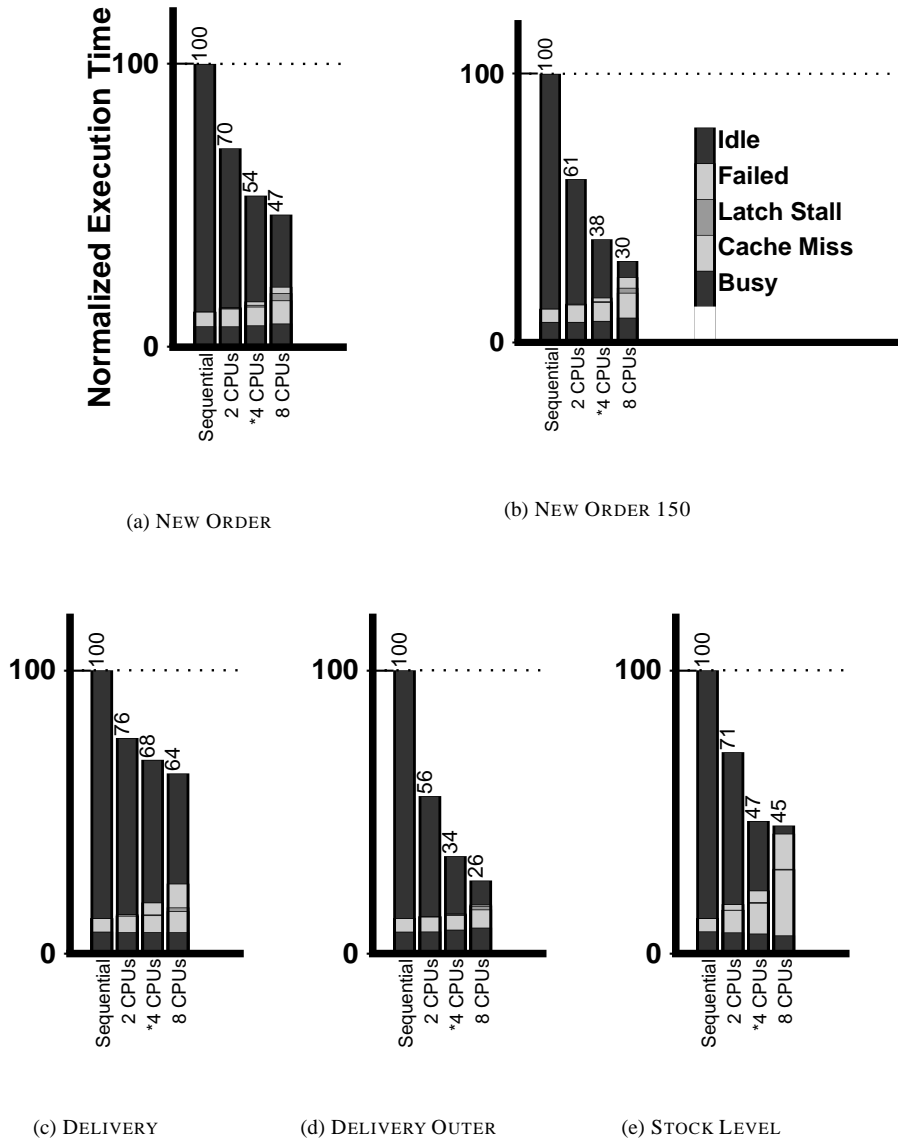 Normalized Execution Time
100
0
100
70
54
47
Sequential
2 CPUs
*4 CPUs
8 CPUs
(a) NEW ORDER
100
100
61
38
30
0
Sequential
2 CPUs
*4 CPUs
8 CPUs
Idle
Failed
Latch Stall
Cache Miss
Busy
(b) NEW ORDER 150
100
0
100
76
68
64
Sequential
2 CPUs
*4 CPUs
8 CPUs
(c) DELIVERY
100
0
100
56
34
26
Sequential
2 CPUs
*4 CPUs
8 CPUs
(d) DELIVERY OUTER
100
0
100
71
47
45
Sequential
2 CPUs
*4 CPUs
8 CPUs
(e) STOCK LEVEL